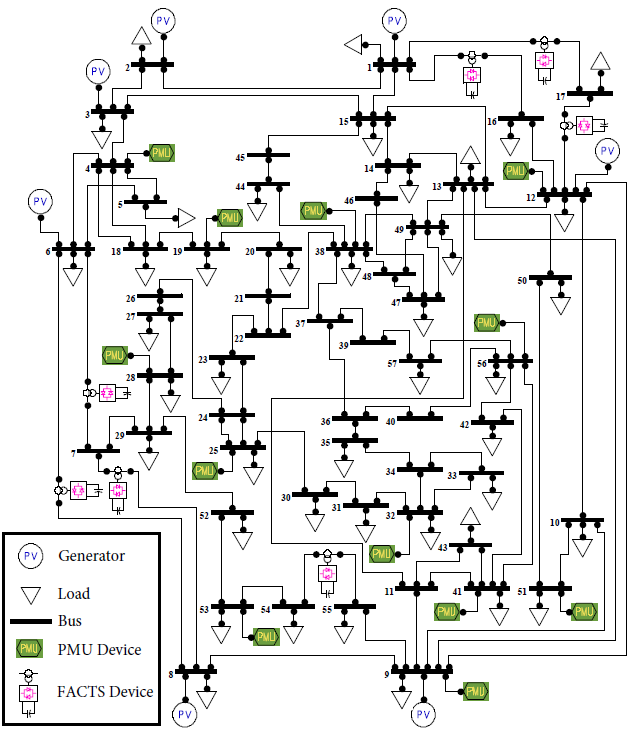 PV
PV
2
1
PV
17
3
15
16
PV
45
14
PMU
4
PMU
44
13
12
PV
5
46
PMU
PMU
49
6
18
19
20
38
48
50
26
21
47
27
37
PMU
22
39
PMU
23
57
56
28
24
36
40
29
35
42
7
25
PMU
34
33
30
31
32
52
10
PV
Generator
43
PMU
Load
11
41
51
Bus
53
54
55
PMU
PMU
PMU
PMU Device
PMU
8
9
FACTS Device
PMU
PV
PV